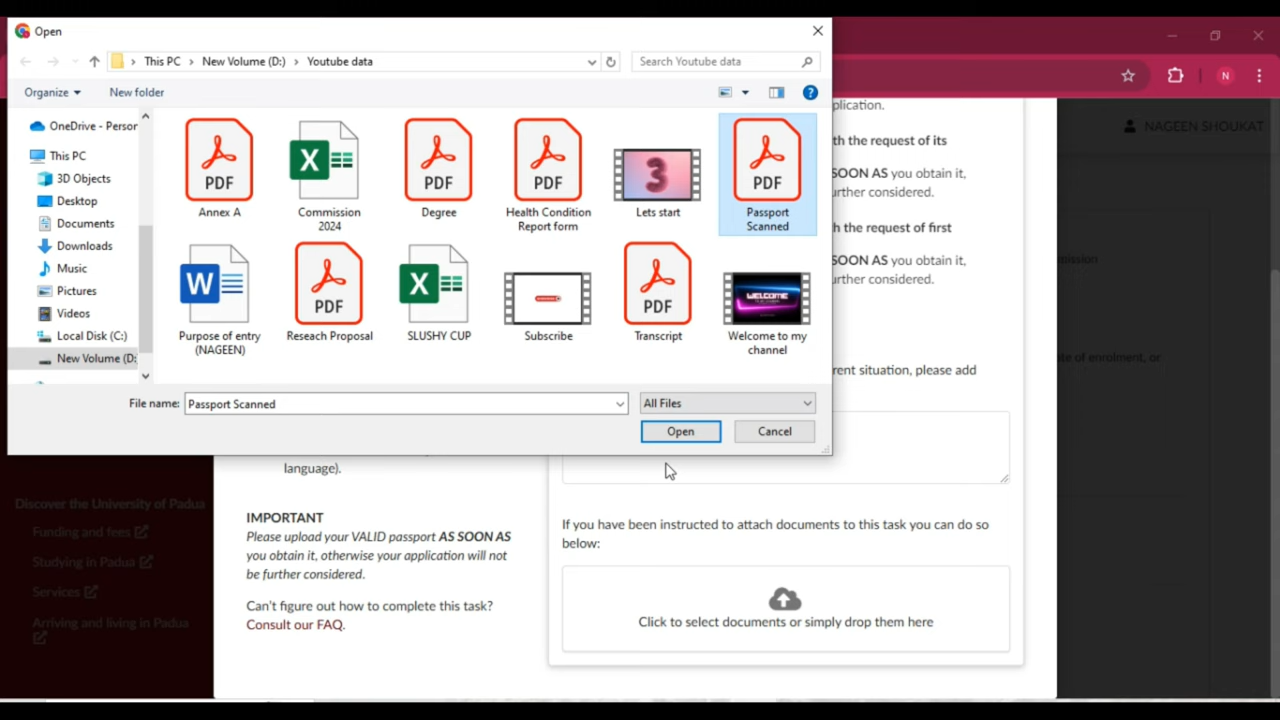 Open
This PC > New Volume (D:) > Youtube data
Search Youtube data
Organize
New folder
OneDrive - Person
This PC
3D Objects
Desktop
Documents
Downloads
Music
Pictures
Videos
Local Disk (C:)
New Volume (D:
PDF
Annex A
X
Commission
2024
PDF
Degree
PDF
Health Condition
Report form
3
Lets start
PDF
Passport
Scanned
W
Purpose of entry
(NAGEEN)
PDF
Reseach Proposal
X
SLUSHY CUP
Subscribe
PDF
Transcript
WELCOME
Welcome to my
channel
File name:
Passport Scanned
All Files
Open
Cancel
N
NAGEEN SHOUKAT
plication.
th the request of its
SOON AS you obtain it,
urther considered.
h the request of first
SOON AS you obtain it,
urther considered.
mission
se of enrolment, or
rent situation, please add
language).
IMPORTANT
Please upload your VALID passport AS SOON AS
you obtain it, otherwise your application will not
be further considered.
Can't figure out how to complete this task?
Consult our FAQ.
If you have been instructed to attach documents to this task you can do so
below:
Click to select documents or simply drop them here
Discover the University of Padua
Funding and fees
Studying in Padua
Services
Arriving and living in Padua